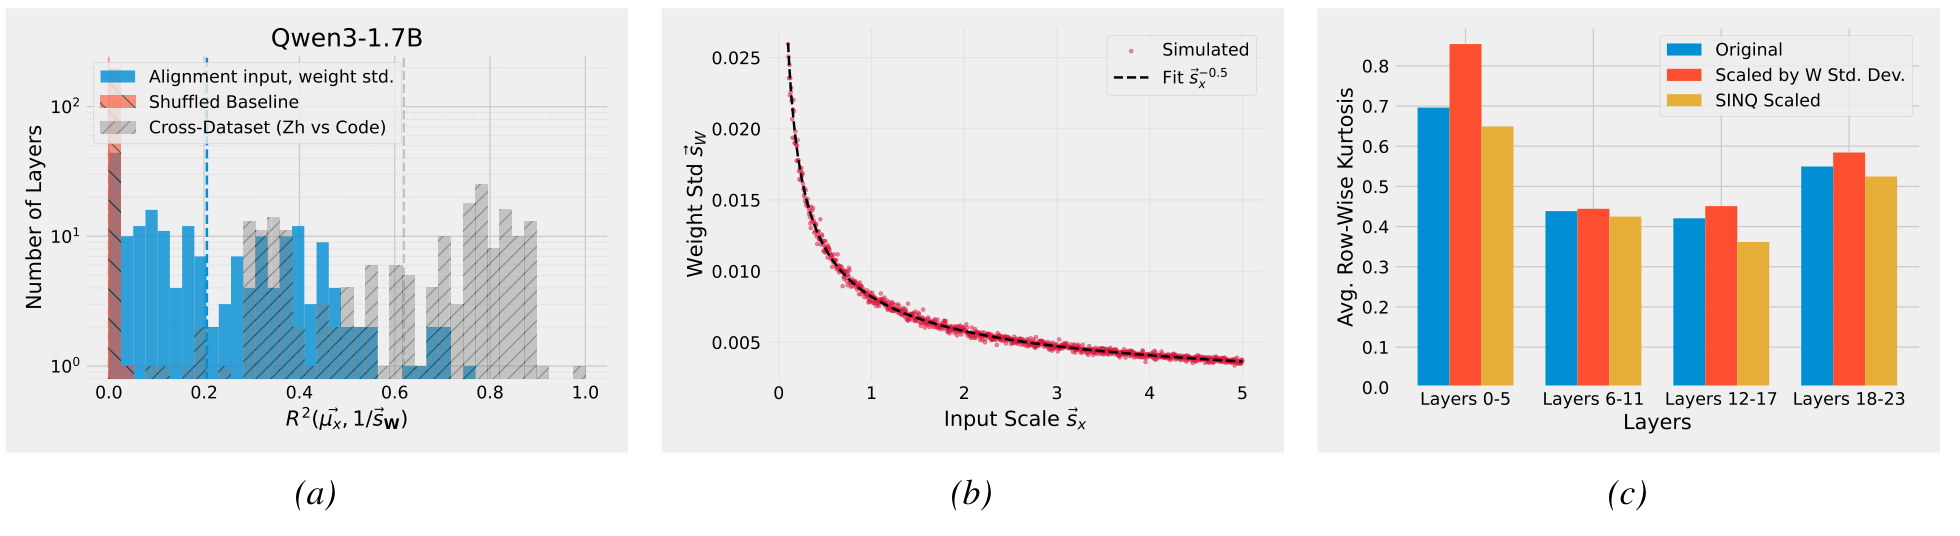 Qwen3-1.7B
Number of Layers
10²
10¹
10⁰
Alignment input, weight std.
Shuffled Baseline
Cross-Dataset (Zh vs Code)
0.0 0.2 0.4 0.6 0.8 1.0
R²(μ⃗ₓ, 1/s⃗_W)
(a)
Weight Std s⃗_W
0.025
0.020
0.015
0.010
0.005
Simulated
Fit s⃗ₓ^−0.5
0 1 2 3 4 5
Input Scale s⃗ₓ
(b)
Avg. Row-Wise Kurtosis
0.8
0.7
0.6
0.5
0.4
0.3
0.2
0.1
0.0
Original
Scaled by W Std. Dev.
SINQ Scaled
Layers 0-5 Layers 6-11 Layers 12-17 Layers 18-23
Layers
(c)